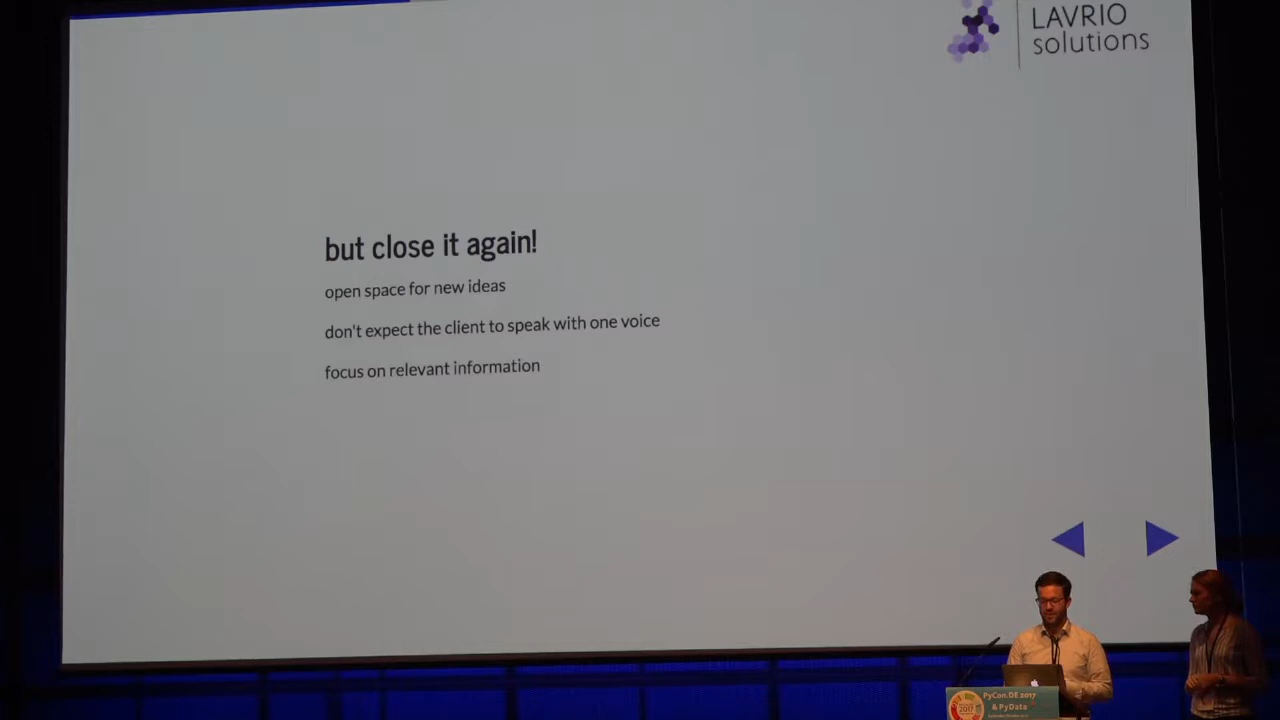 LAVRIO
solutions
but close it again!
open space for new ideas
don't expect the client to speak with one voice
focus on relevant information
PyCon.DE 2017
& PyData
2017